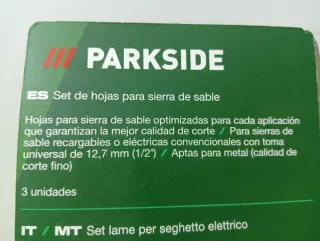 PARKSIDE
ES Set de hojas para sierra de sable
Hojas para sierra de sable optimizadas para cada aplicación
que garantizan la mejor calidad de corte / Para sierras de
sable recargables o eléctricas convencionales con toma
universal de 12,7 mm (1/2") / Aptas para metal (calidad de
corte fino)
3 unidades
IT / MT Set lame per seghetto elettrico